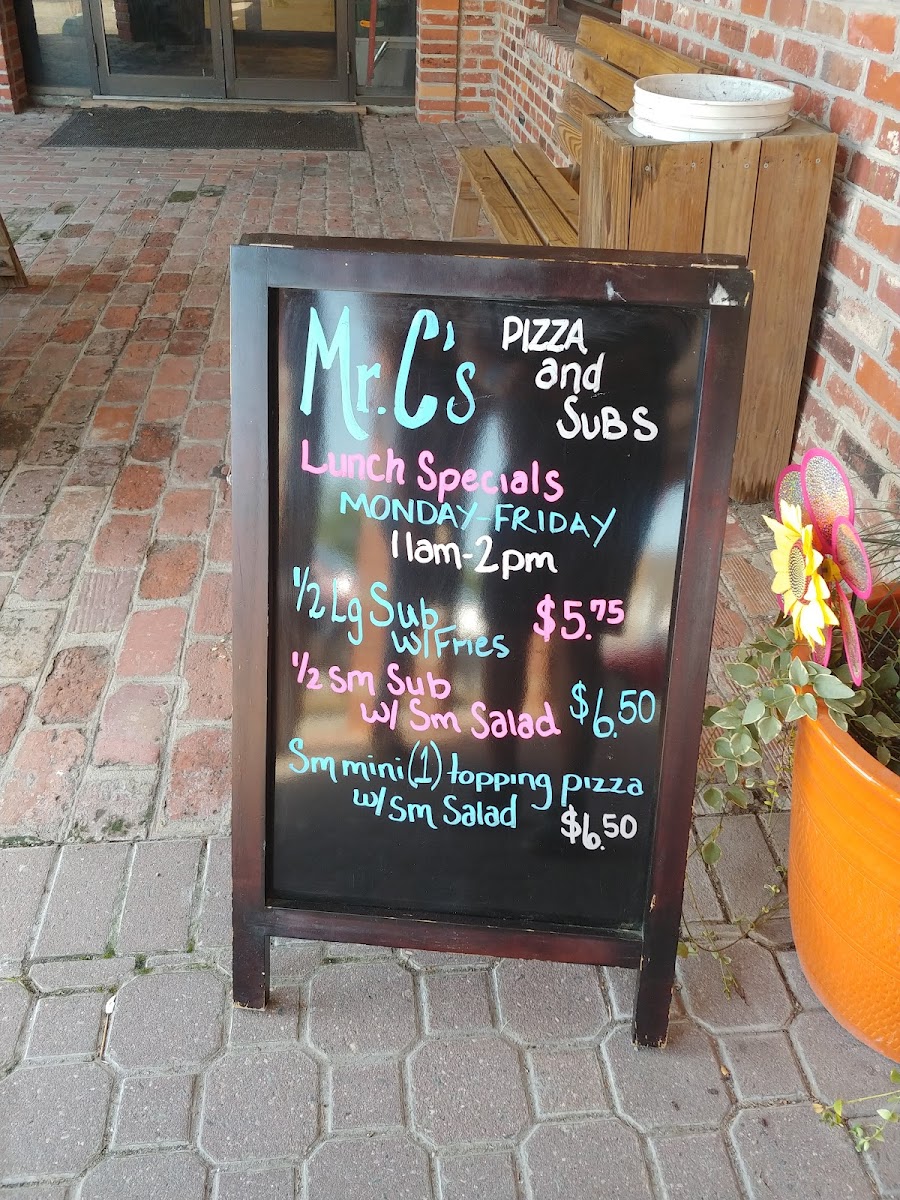 Mr. C's
PIZZA
and
SUBS
Lunch Specials
MONDAY-FRIDAY
11am-2pm
1/2 Lg Sub
w/Fries
$5.75
1/2 sm Sub
w/ Sm Salad
$6.50
Sm mini (1) topping pizza
w/ Sm Salad
$6.50